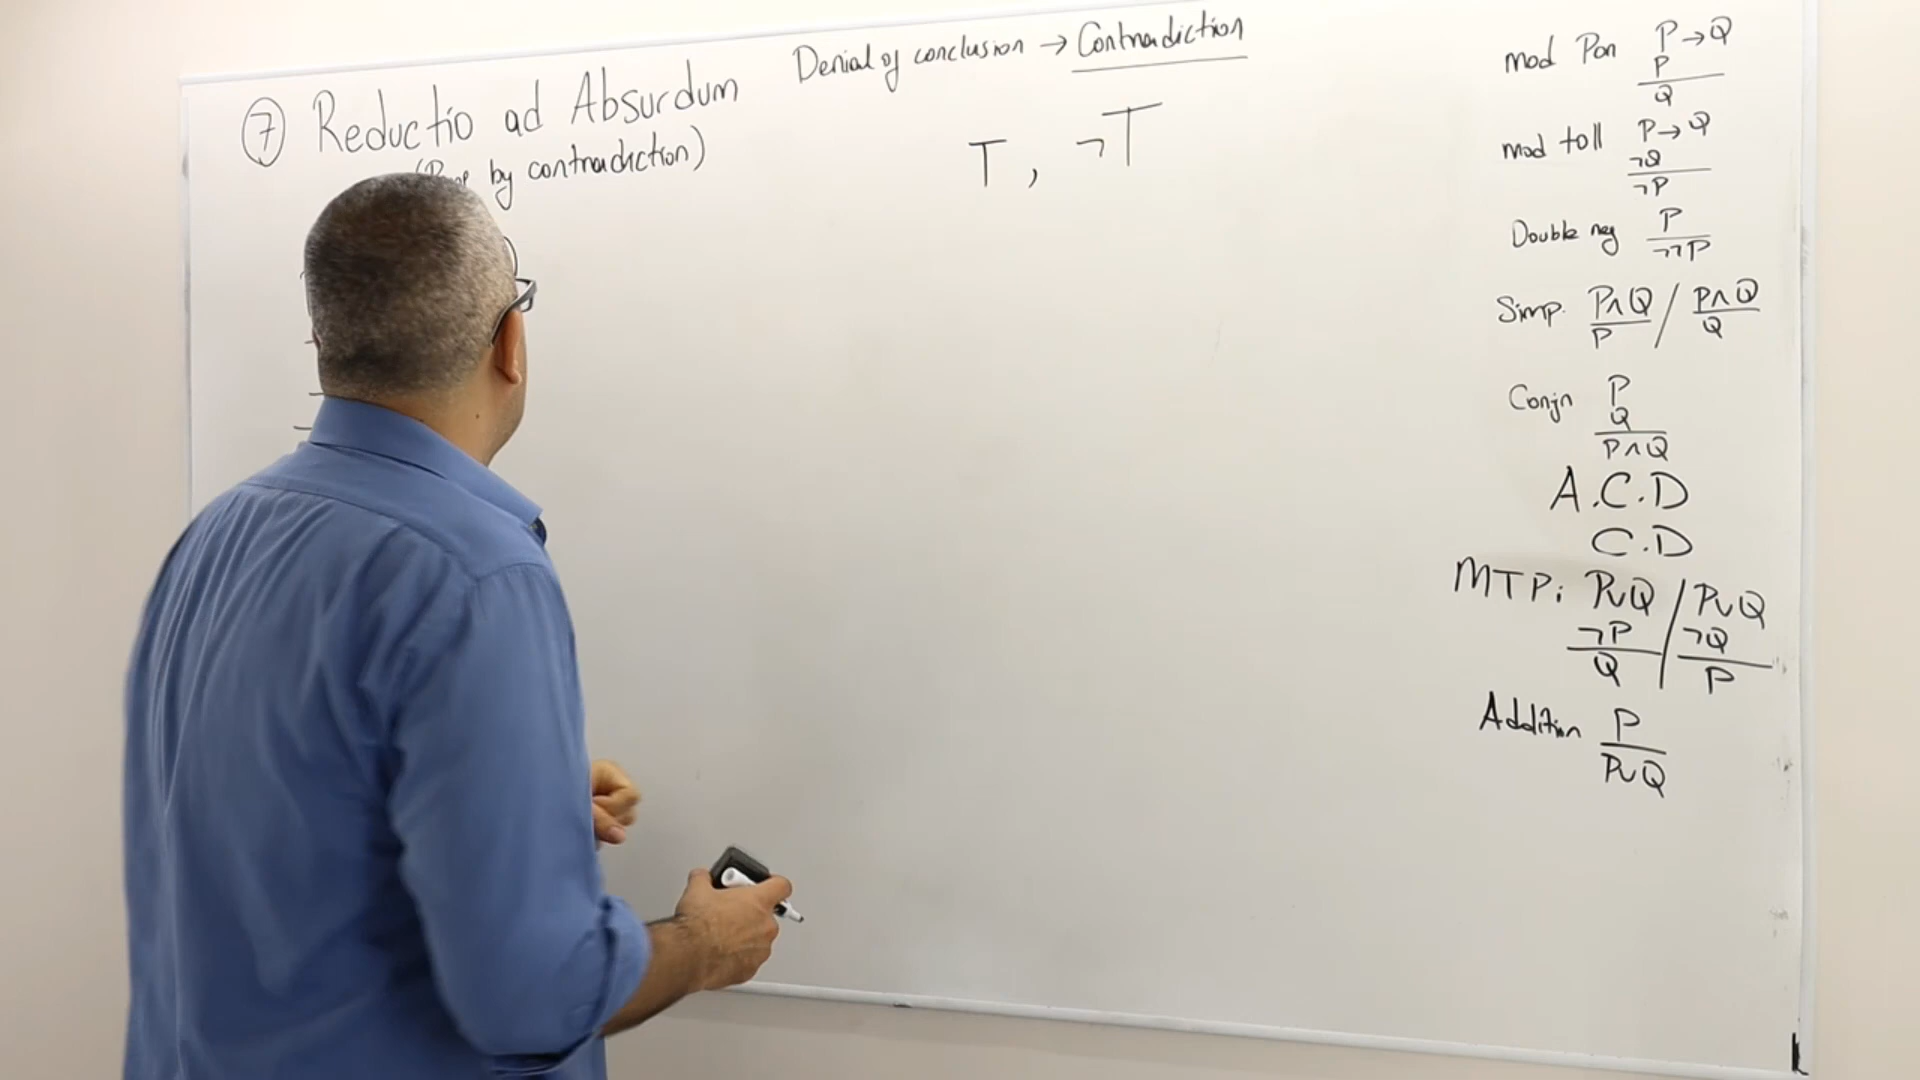 ⑦ Reductio ad Absurdum
by contradiction)
Denial of conclusion → Contradiction
T, ¬T
mod Pon P→Q
P
Q
mod toll P→Q
¬Q
¬P
Double neg P
¬¬P
Simp. P∧Q / P∧Q
P Q
Conjn P
Q
P∧Q
A.C.D
C.D
MTP: P∨Q / P∨Q
¬P ¬Q
Q P
Addition P
P∨Q